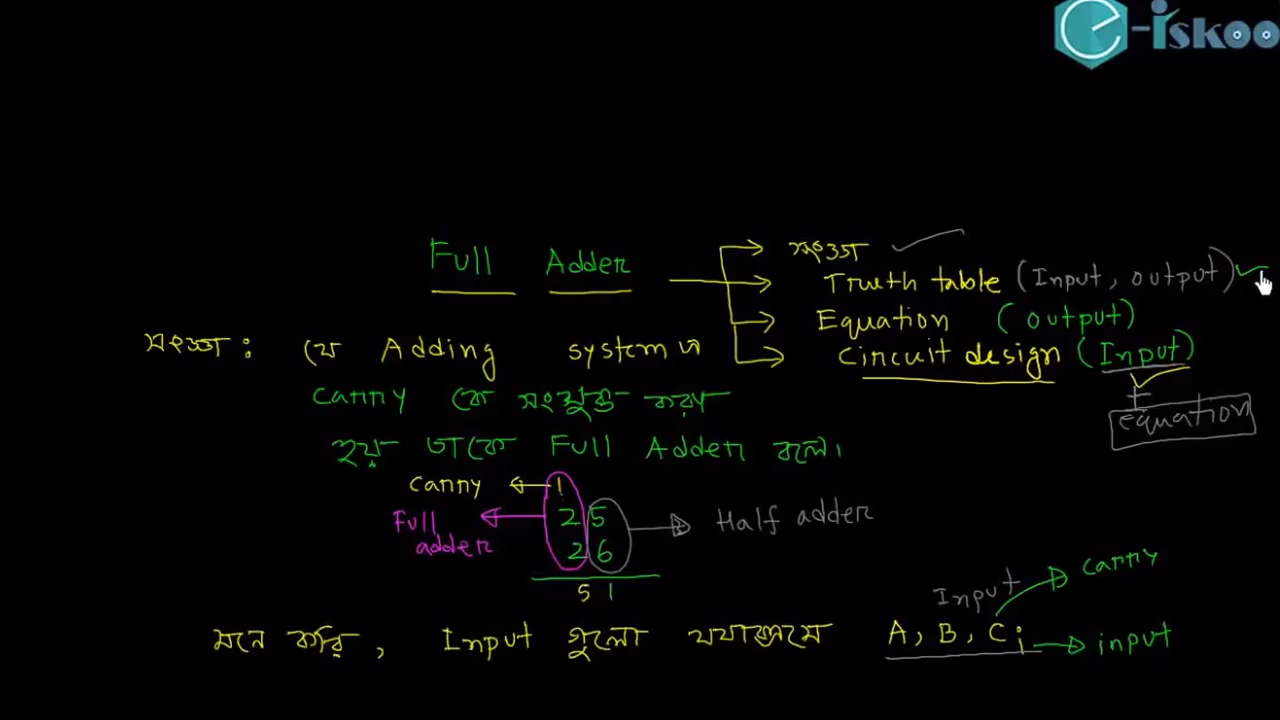 e-iskoo
Full Adder
সংজ্ঞা
Truth table (Input, output)
Equation (output)
Circuit design (Input)
+
equation
সংজ্ঞা : যে Adding system এ
carry কে সংযুক্ত করা
হয় তাকে Full Adder বলে।
carry 1
Full adder
2 5
Half adder
2 6
5 1
Input
carry
মনে করি, Input গুলো যথাক্রমে A, B, Ci
input